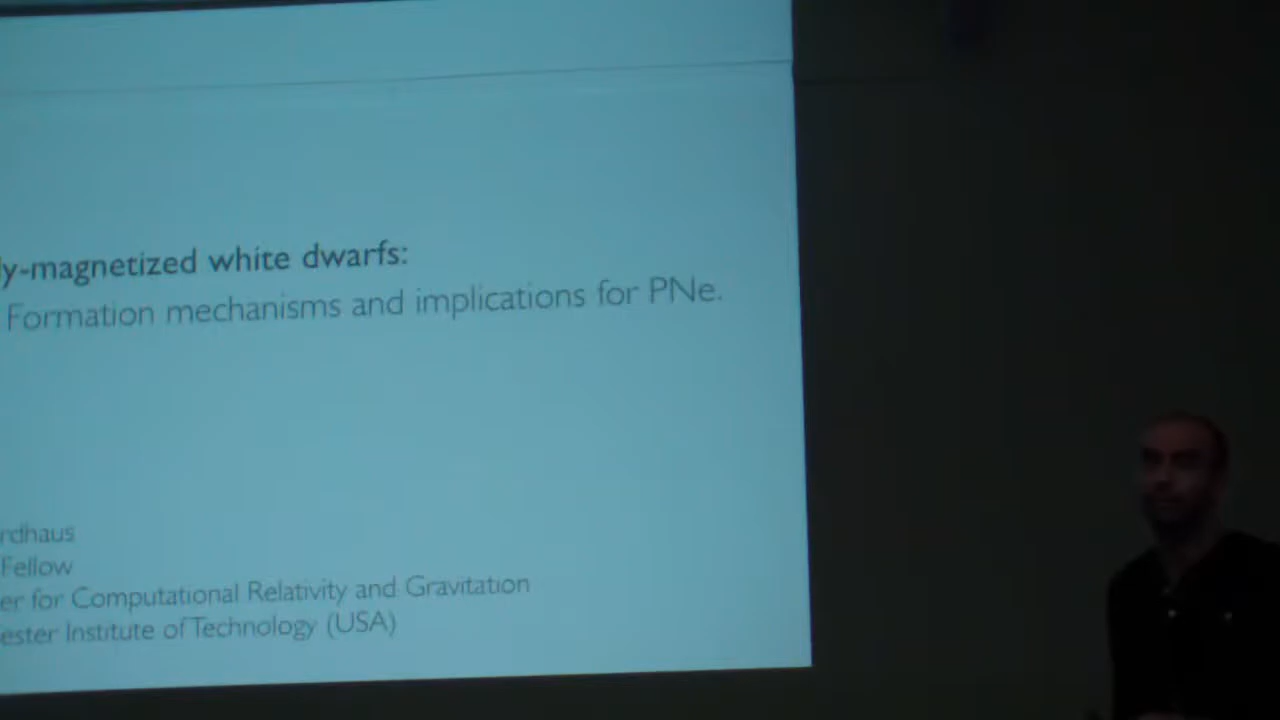 ly-magnetized white dwarfs:
Formation mechanisms and implications for PNe.
rdhaus
Fellow
er for Computational Relativity and Gravitation
ester Institute of Technology (USA)